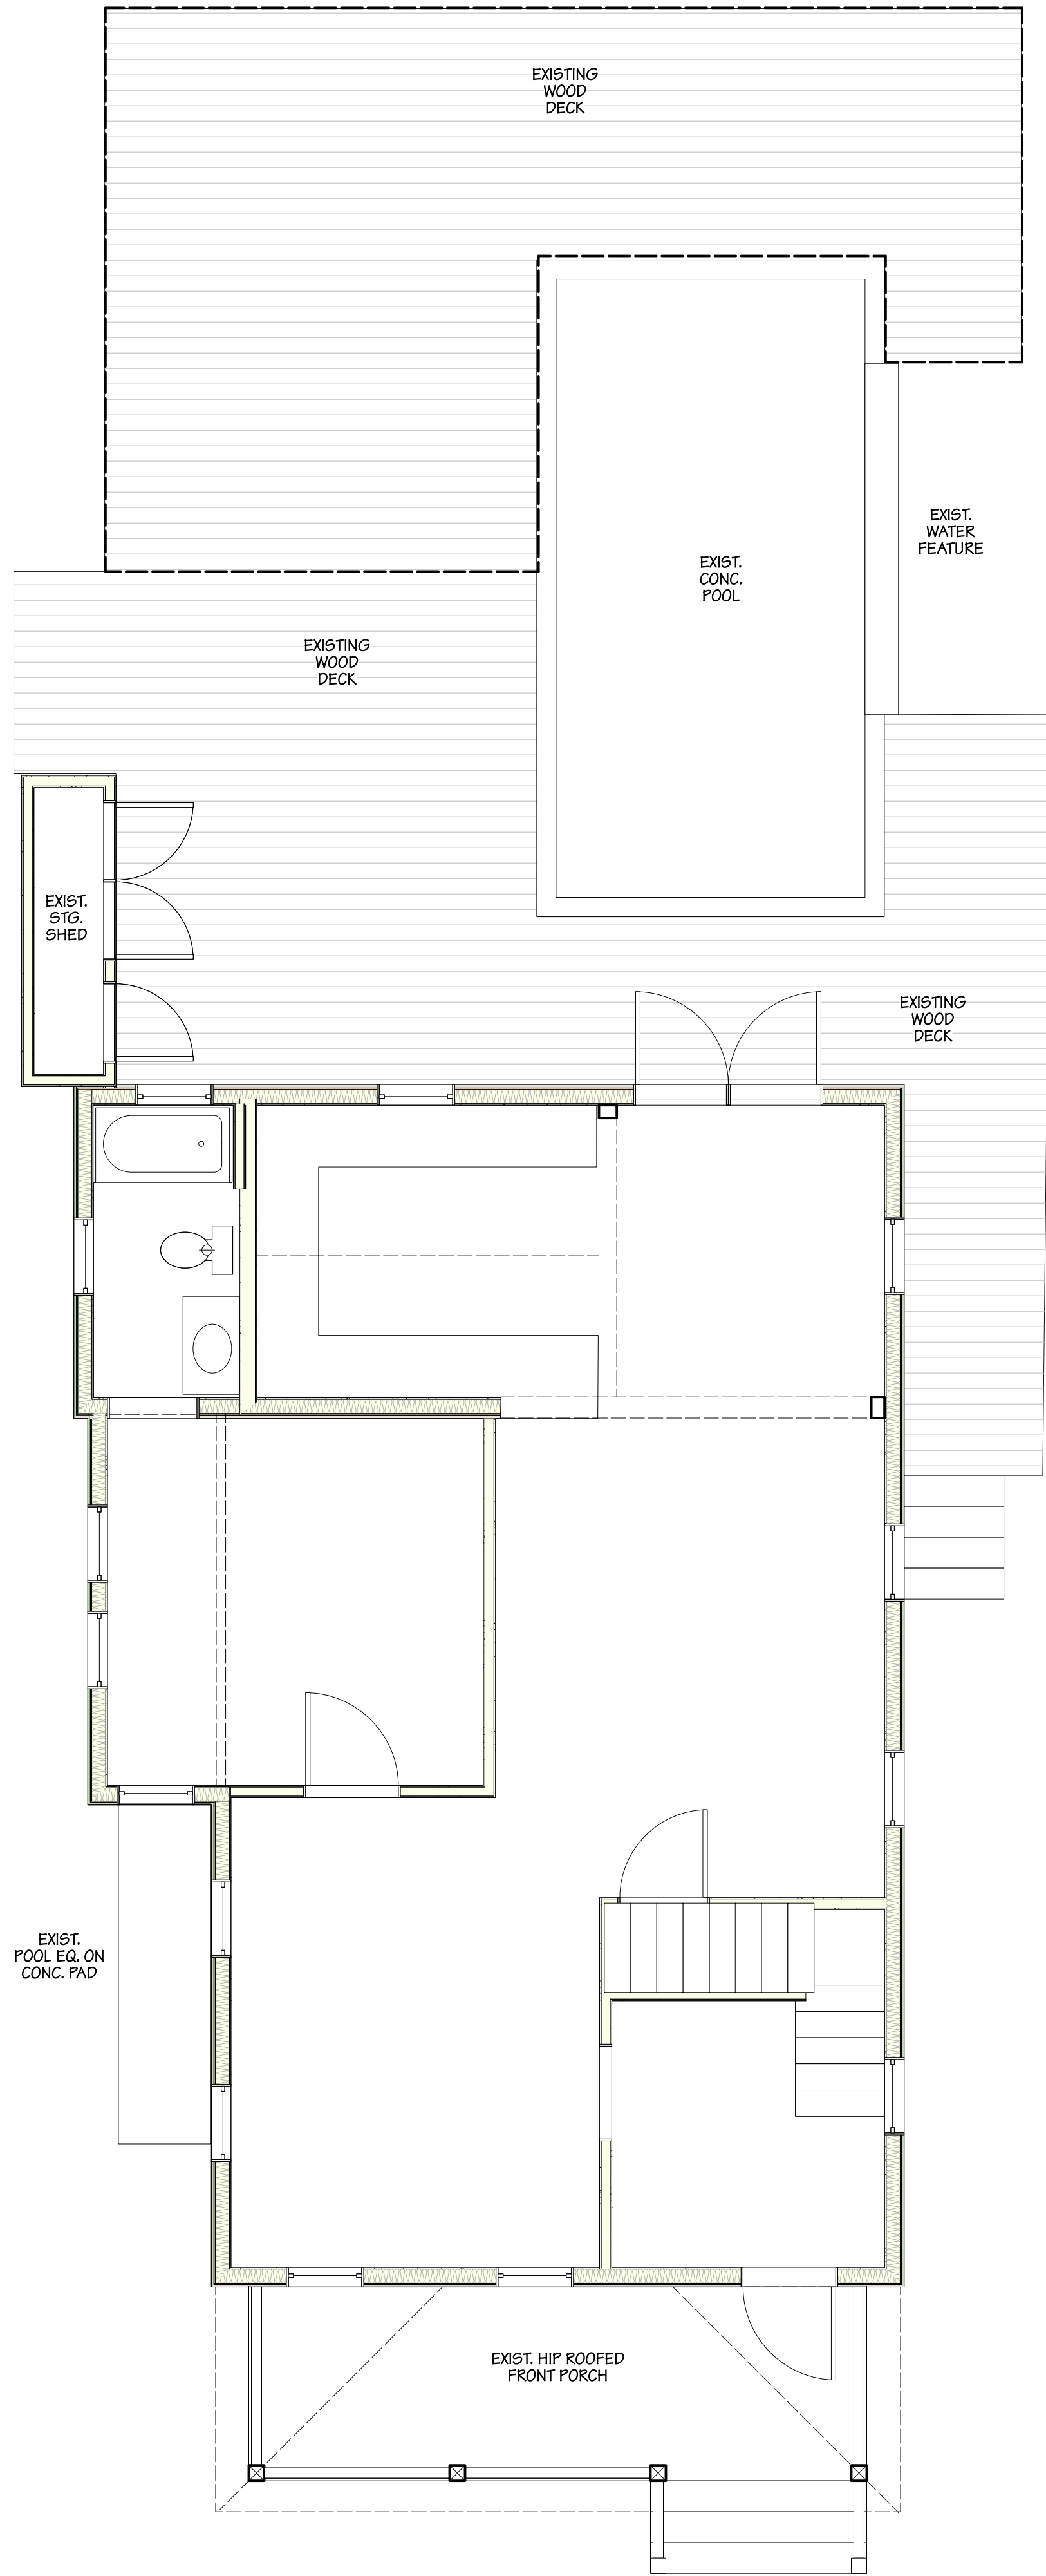 EXISTING
WOOD
DECK
EXIST.
WATER
FEATURE
EXIST.
CONC.
POOL
EXISTING
WOOD
DECK
EXIST.
STG.
SHED
EXISTING
WOOD
DECK
EXIST.
POOL EQ. ON
CONC. PAD
EXIST. HIP ROOFED
FRONT PORCH